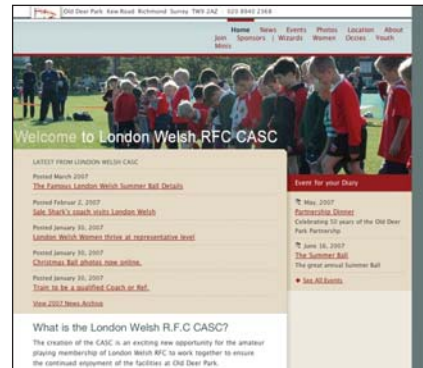 Old Deer Park Kew Road Richmond Surrey TW9 2AZ 020 8940 2368
Home News Events Photos Location About
Join Sponsors | Wizards Women Occies Youth
Minis
Welcome to London Welsh RFC CASC
LATEST FROM LONDON WELSH CASC
Posted March 2007
The Famous London Welsh Summer Ball Details
Posted Februar 2, 2007
Sale Shark's coach visits London Welsh
Posted January 30, 2007
London Welsh Women thrive at representative level
Posted January 30, 2007
Christmas Ball photos now online.
Posted January 30, 2007
Train to be a qualified Coach or Ref.
View 2007 News Archive
Event for your Diary
May, 2007
Partnership Dinner
Celebrating 50 years of the Old Deer
Park Partnership
June 16, 2007
The Summer Ball
The great annual Summer Ball
See All Events
What is the London Welsh R.F.C CASC?
The creation of the CASC is an exciting new opportunity for the amateur
playing membership of London Welsh RFC to work together to ensure
the continued enjoyment of the facilities at Old Deer Park.